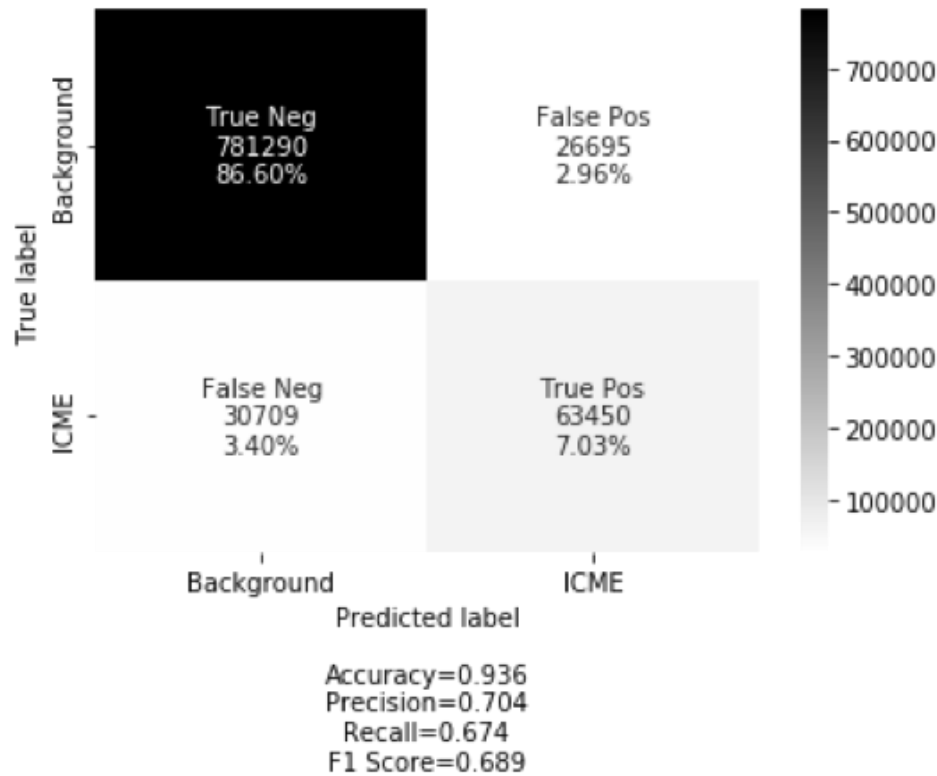 True label
Background
ICME
True Neg
781290
86.60%
False Pos
26695
2.96%
False Neg
30709
3.40%
True Pos
63450
7.03%
Background
ICME
Predicted label
700000
600000
500000
400000
300000
200000
100000
Accuracy=0.936
Precision=0.704
Recall=0.674
F1 Score=0.689